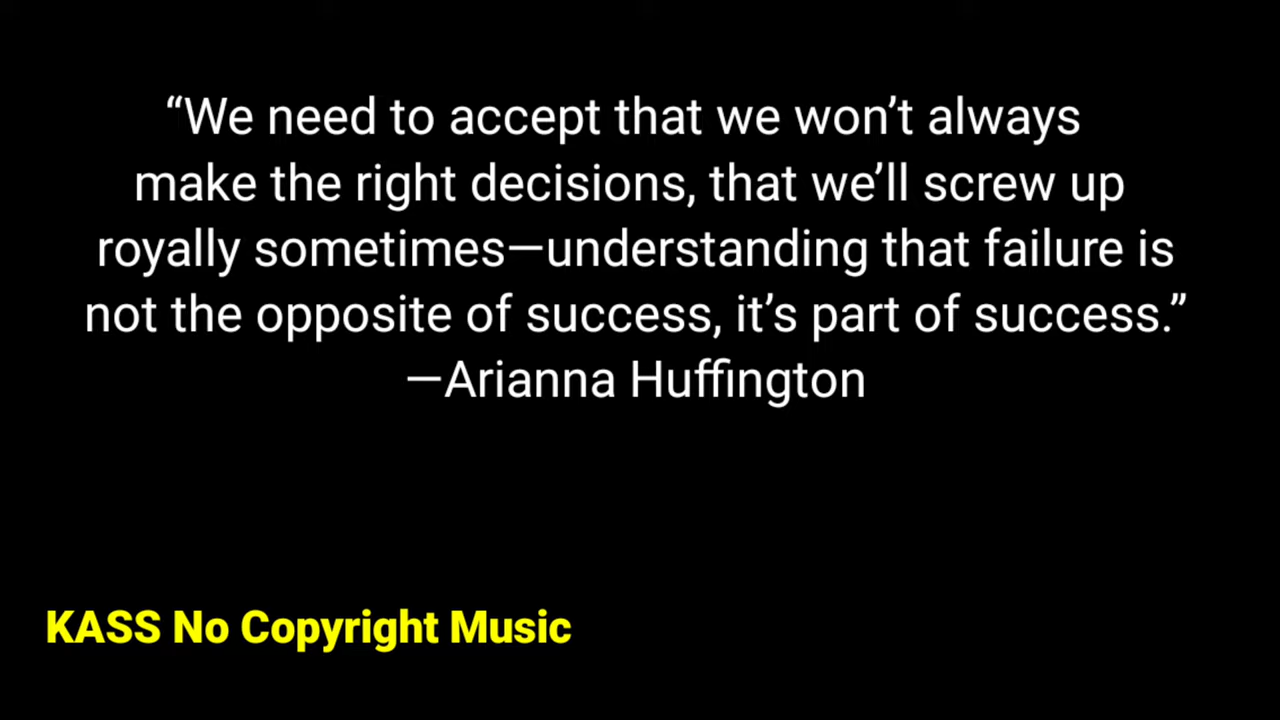 “We need to accept that we won’t always
make the right decisions, that we’ll screw up
royally sometimes—understanding that failure is
not the opposite of success, it’s part of success.”
—Arianna Huffington
KASS No Copyright Music